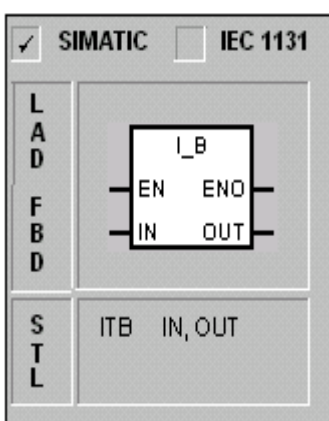 ✓ SIMATIC IEC 1131
LAD
FBD
I_B
EN ENO
IN OUT
STL
ITB IN, OUT